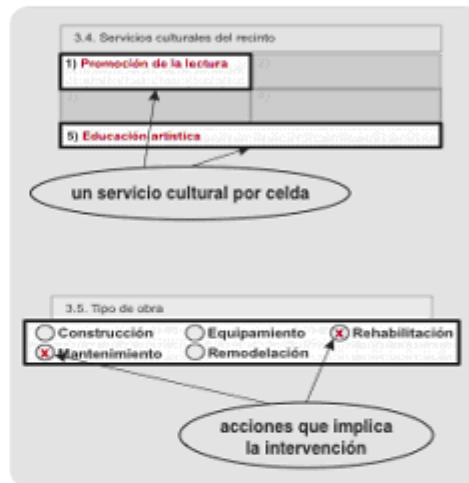 3.4. Servicios culturales del recinto
1) Promoción de la lectura 2)
3) 4)
5) Educación artística
un servicio cultural por celda
3.5. Tipo de obra
Construcción Equipamiento X Rehabilitación
X Mantenimiento Remodelación
acciones que implica
la intervención